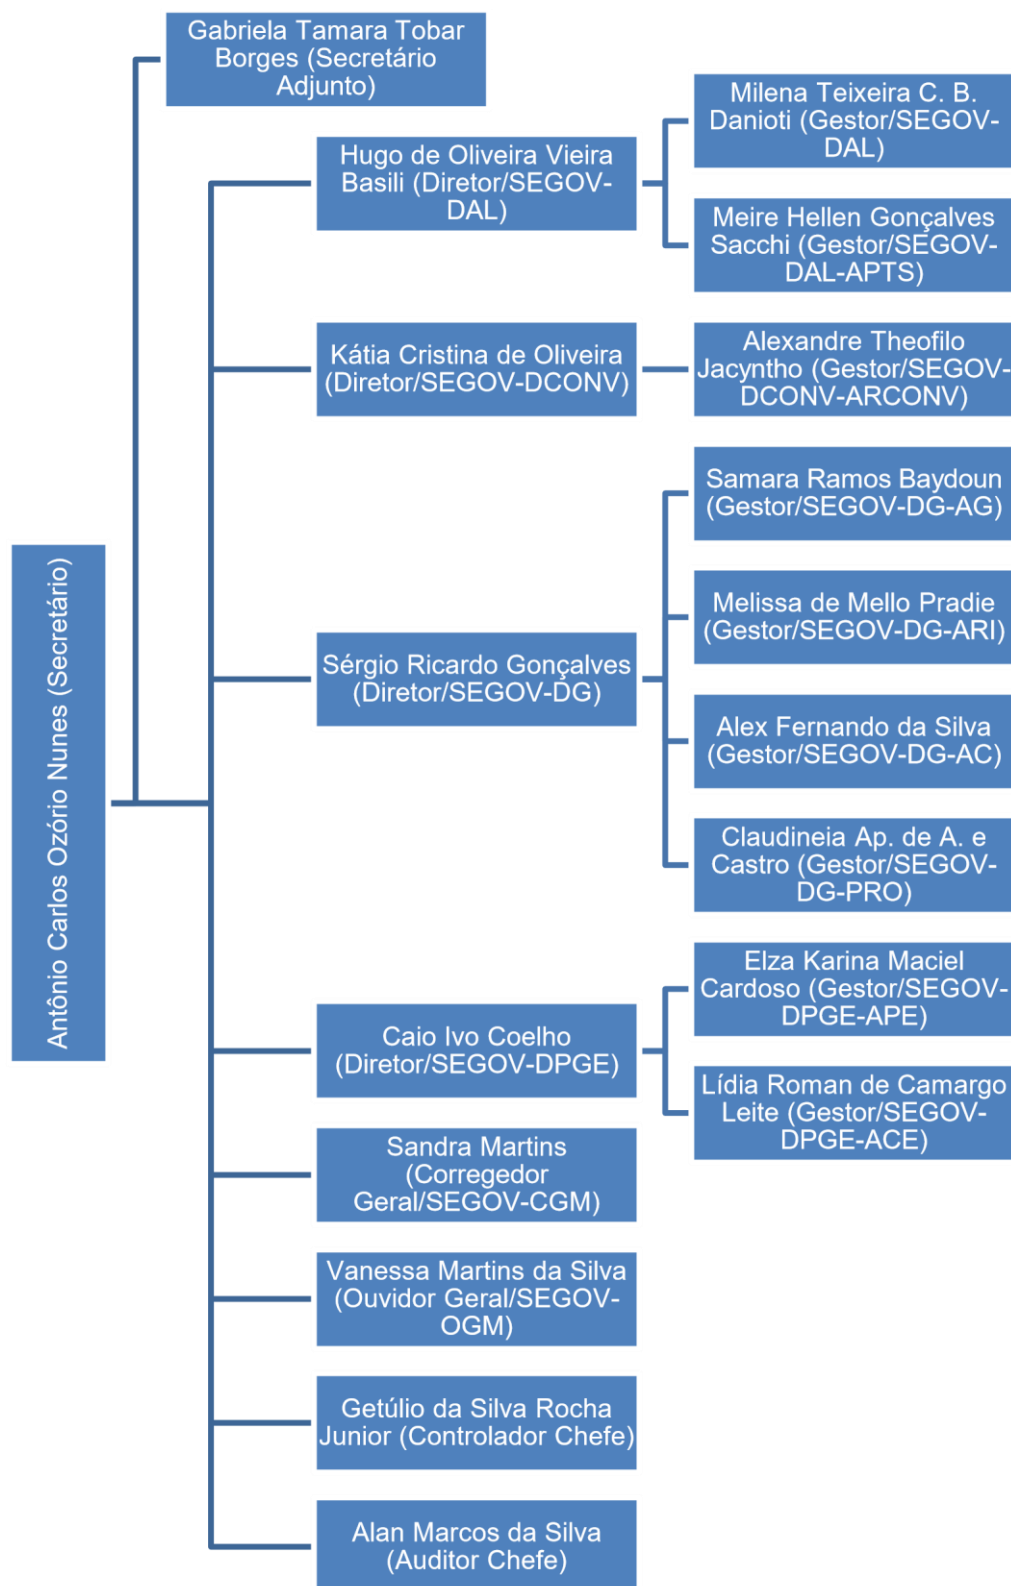 Antônio Carlos Ozório Nunes (Secretário)
Gabriela Tamara Tobar
Borges (Secretário
Adjunto)
Hugo de Oliveira Vieira
Basili (Diretor/SEGOV-
DAL)
Milena Teixeira C. B.
Danioti (Gestor/SEGOV-
DAL)
Meire Hellen Gonçalves
Sacchi (Gestor/SEGOV-
DAL-APTS)
Kátia Cristina de Oliveira
(Diretor/SEGOV-DCONV)
Alexandre Theofilo
Jacyntho (Gestor/SEGOV-
DCONV-ARCONV)
Sérgio Ricardo Gonçalves
(Diretor/SEGOV-DG)
Samara Ramos Baydoun
(Gestor/SEGOV-DG-AG)
Melissa de Mello Pradie
(Gestor/SEGOV-DG-ARI)
Alex Fernando da Silva
(Gestor/SEGOV-DG-AC)
Claudineia Ap. de A. e
Castro (Gestor/SEGOV-
DG-PRO)
Caio Ivo Coelho
(Diretor/SEGOV-DPGE)
Elza Karina Maciel
Cardoso (Gestor/SEGOV-
DPGE-APE)
Lídia Roman de Camargo
Leite (Gestor/SEGOV-
DPGE-ACE)
Sandra Martins
(Corregedor
Geral/SEGOV-CGM)
Vanessa Martins da Silva
(Ouvidor Geral/SEGOV-
OGM)
Getúlio da Silva Rocha
Junior (Controlador Chefe)
Alan Marcos da Silva
(Auditor Chefe)